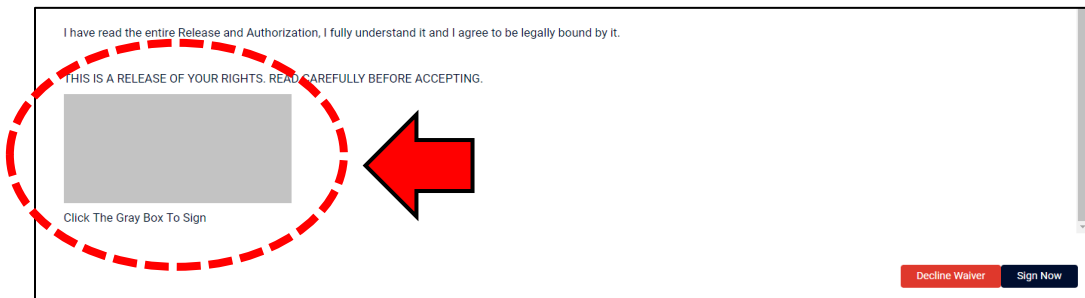 I have read the entire Release and Authorization, I fully understand it and I agree to be legally bound by it.
THIS IS A RELEASE OF YOUR RIGHTS. READ CAREFULLY BEFORE ACCEPTING.
Click The Gray Box To Sign
Decline Waiver
Sign Now